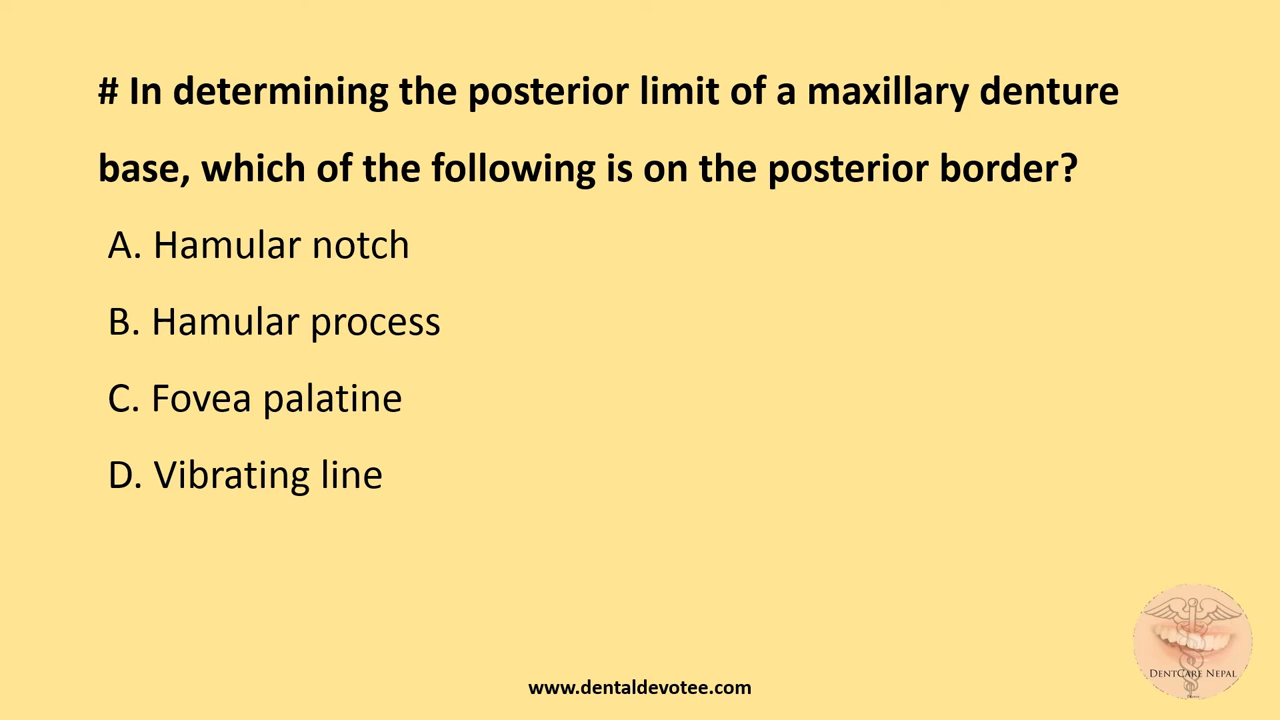 # In determining the posterior limit of a maxillary denture
base, which of the following is on the posterior border?
A. Hamular notch
B. Hamular process
C. Fovea palatine
D. Vibrating line
DentCare Nepal
www.dentaldevotee.com